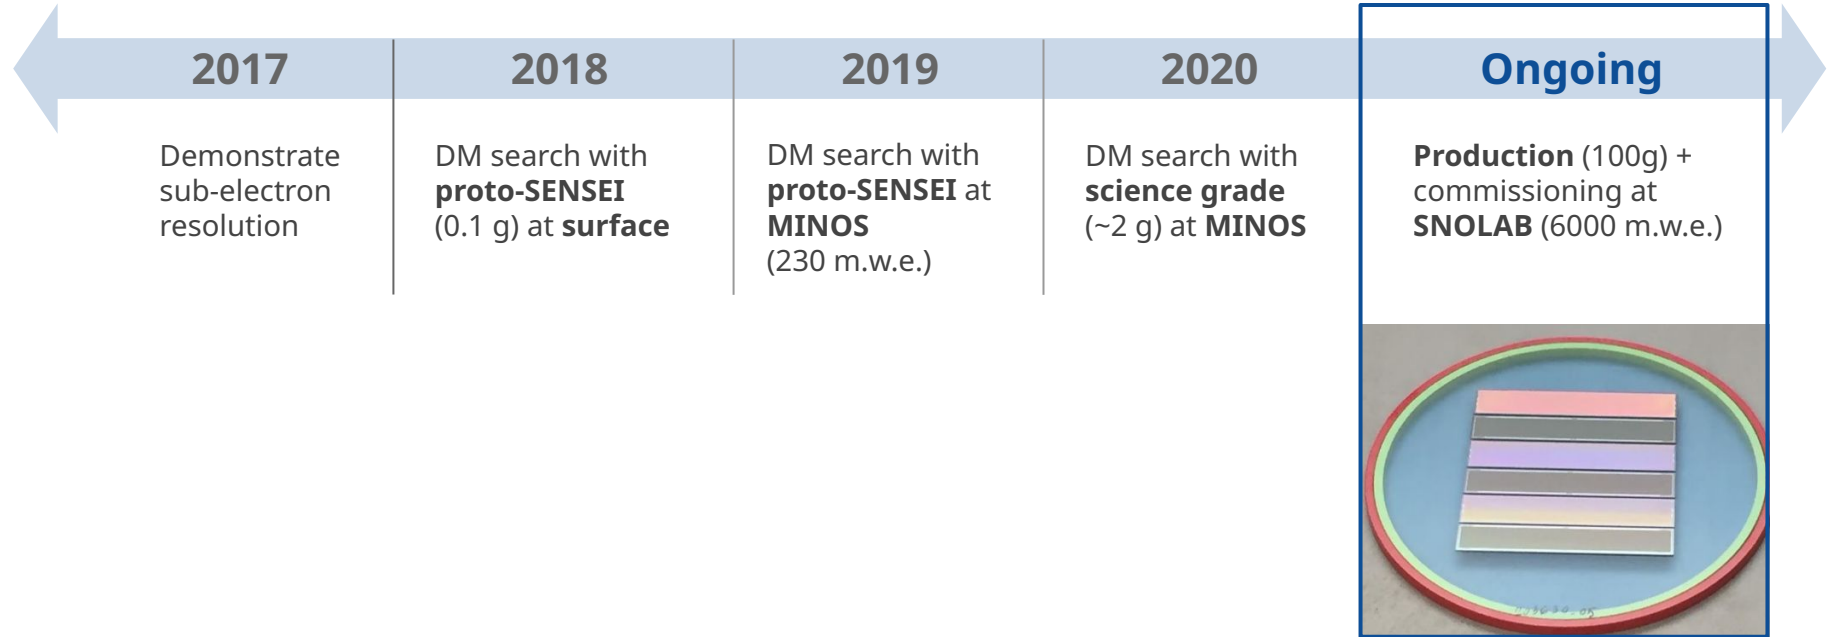 2017
2018
2019
2020
Ongoing
Demonstrate
sub-electron
resolution
DM search with
proto-SENSEI
(0.1 g) at surface
DM search with
proto-SENSEI at
MINOS
(230 m.w.e.)
DM search with
science grade
(~2 g) at MINOS
Production (100g) +
commissioning at
SNOLAB (6000 m.w.e.)